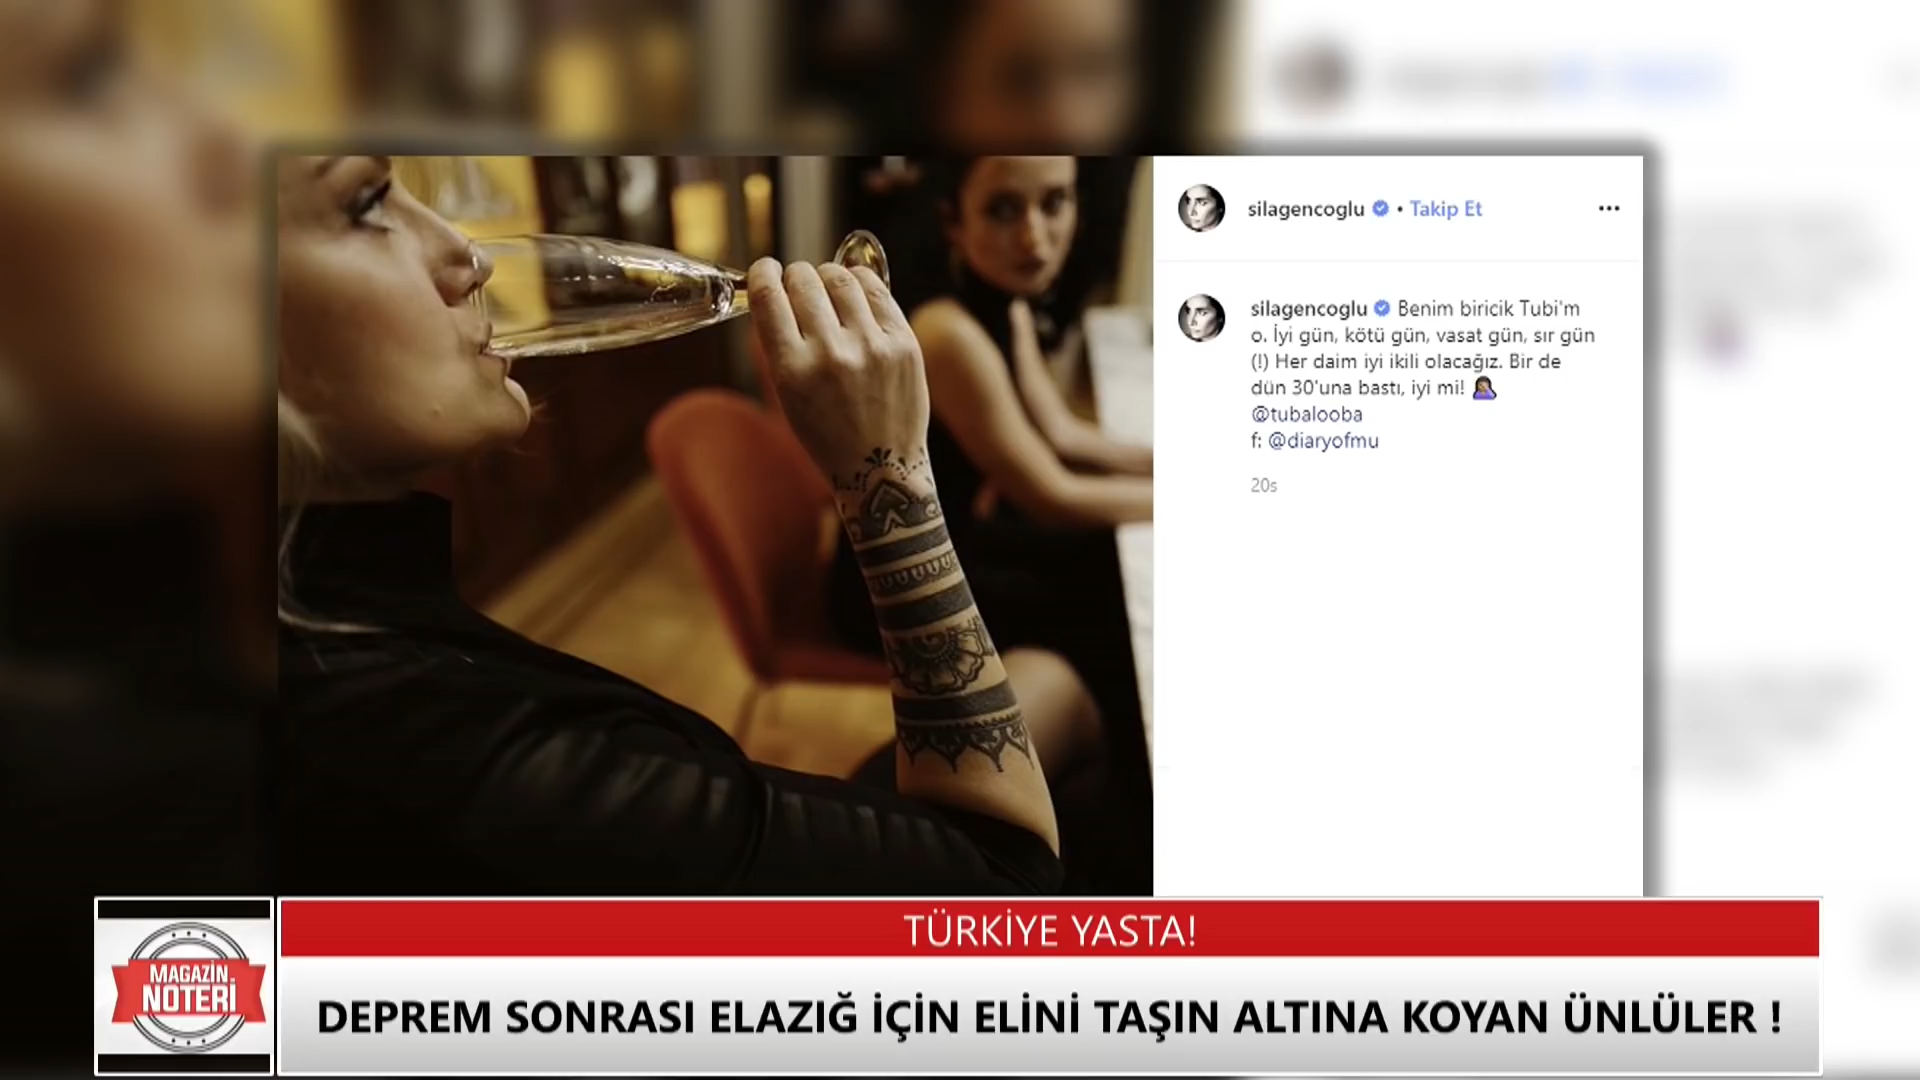 silagencoglu • Takip Et
silagencoglu Benim biricik Tubi'm
o. İyi gün, kötü gün, vasat gün, sır gün
(!) Her daim iyi ikili olacağız. Bir de
dün 30'una bastı, iyi mi! 🤦🏾‍♀️
@tubalooba
f: @diaryofmu
20s
TÜRKİYE YASTA!
MAGAZİN
NOTERİ
DEPREM SONRASI ELAZIĞ İÇİN ELİNİ TAŞIN ALTINA KOYAN ÜNLÜLER !